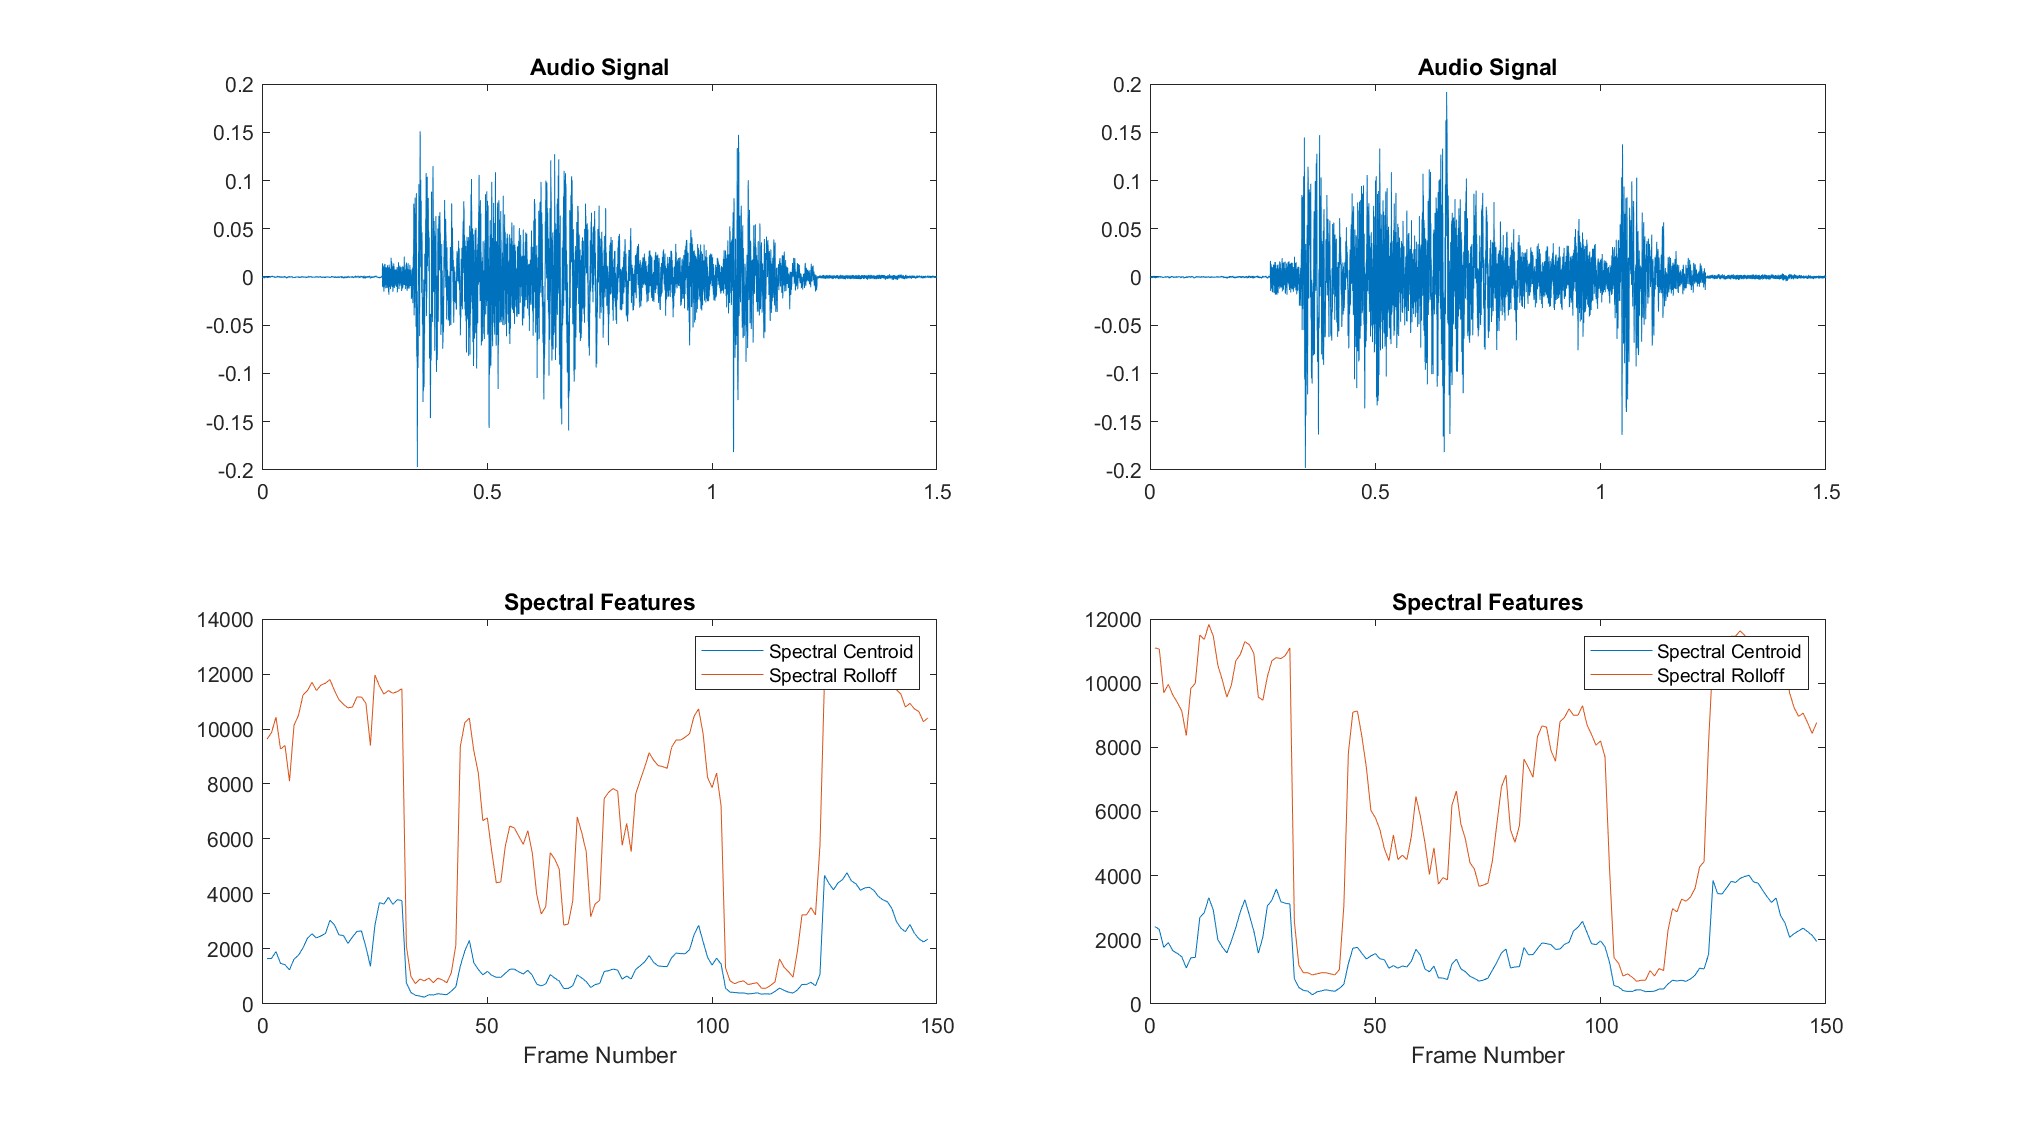 Audio Signal
0.2
0.15
0.1
0.05
0
-0.05
-0.1
-0.15
-0.2
0 0.5 1 1.5
Audio Signal
0.2
0.15
0.1
0.05
0
-0.05
-0.1
-0.15
-0.2
0 0.5 1 1.5
Spectral Features
14000
12000
10000
8000
6000
4000
2000
0
Spectral Centroid
Spectral Rolloff
0 50 100 150
Frame Number
Spectral Features
12000
10000
8000
6000
4000
2000
0
Spectral Centroid
Spectral Rolloff
0 50 100 150
Frame Number